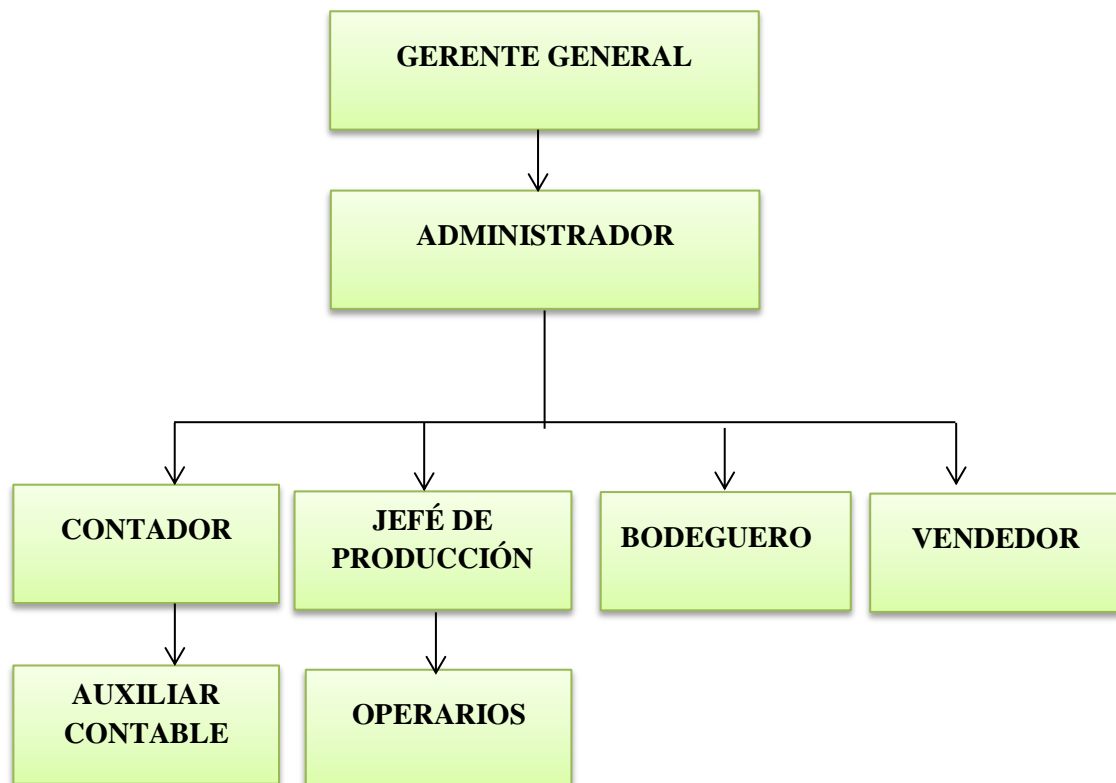 GERENTE GENERAL
ADMINISTRADOR
CONTADOR
JEFÉ DE
PRODUCCIÓN
BODEGUERO
VENDEDOR
AUXILIAR
CONTABLE
OPERARIOS